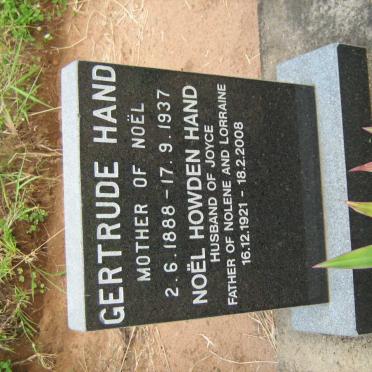 GERTRUDE HAND
MOTHER OF NOËL
2.6.1888-17.9.1937
NOËL HOWDEN HAND
HUSBAND OF JOYCE
FATHER OF NOLENE AND LORRAINE
16.12.1921 - 18.2.2008